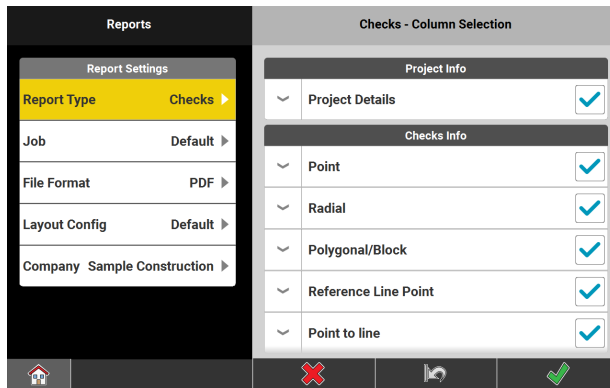 Reports
Checks - Column Selection
Report Settings
Report Type Checks
Job Default
File Format PDF
Layout Config Default
Company Sample Construction
Project Info
Project Details
Checks Info
Point
Radial
Polygonal/Block
Reference Line Point
Point to line